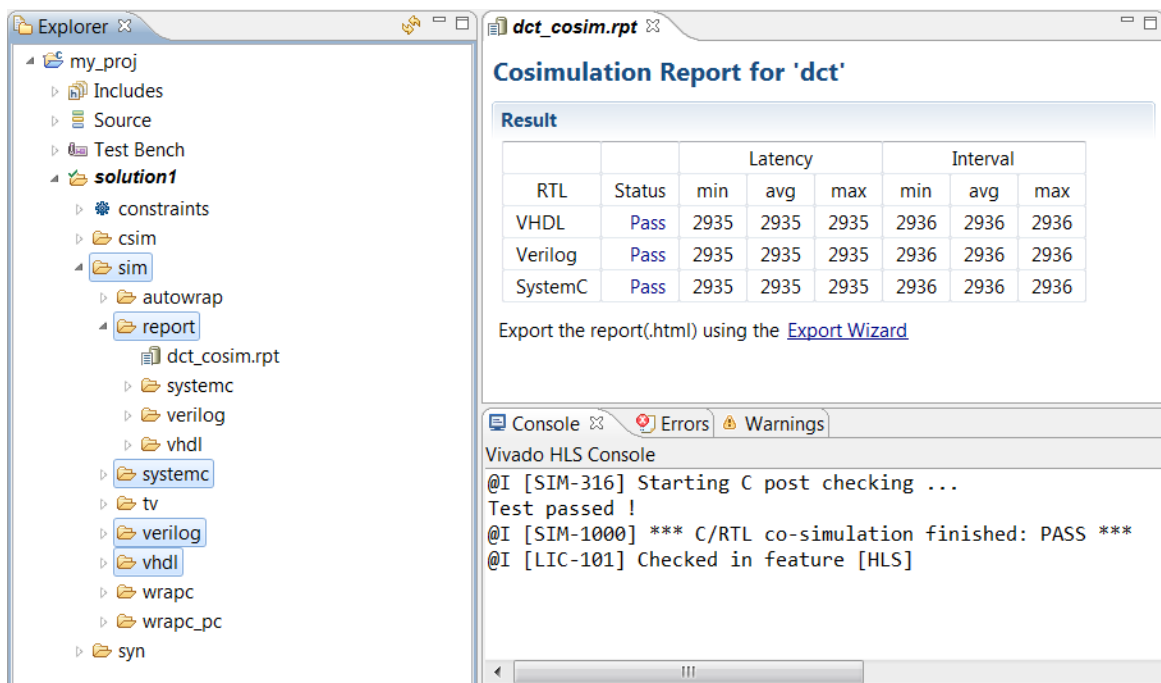 Explorer
my_proj
Includes
Source
Test Bench
solution1
constraints
csim
sim
autowrap
report
dct_cosim.rpt
systemc
verilog
vhdl
systemc
tv
verilog
vhdl
wrapc
wrapc_pc
syn
dct_cosim.rpt
Cosimulation Report for 'dct'
Result
Latency Interval
RTL Status min avg max min avg max
VHDL Pass 2935 2935 2935 2936 2936 2936
Verilog Pass 2935 2935 2935 2936 2936 2936
SystemC Pass 2935 2935 2935 2936 2936 2936
Export the report(.html) using the Export Wizard
Console Errors Warnings
Vivado HLS Console
@I [SIM-316] Starting C post checking ...
Test passed !
@I [SIM-1000] *** C/RTL co-simulation finished: PASS ***
@I [LIC-101] Checked in feature [HLS]